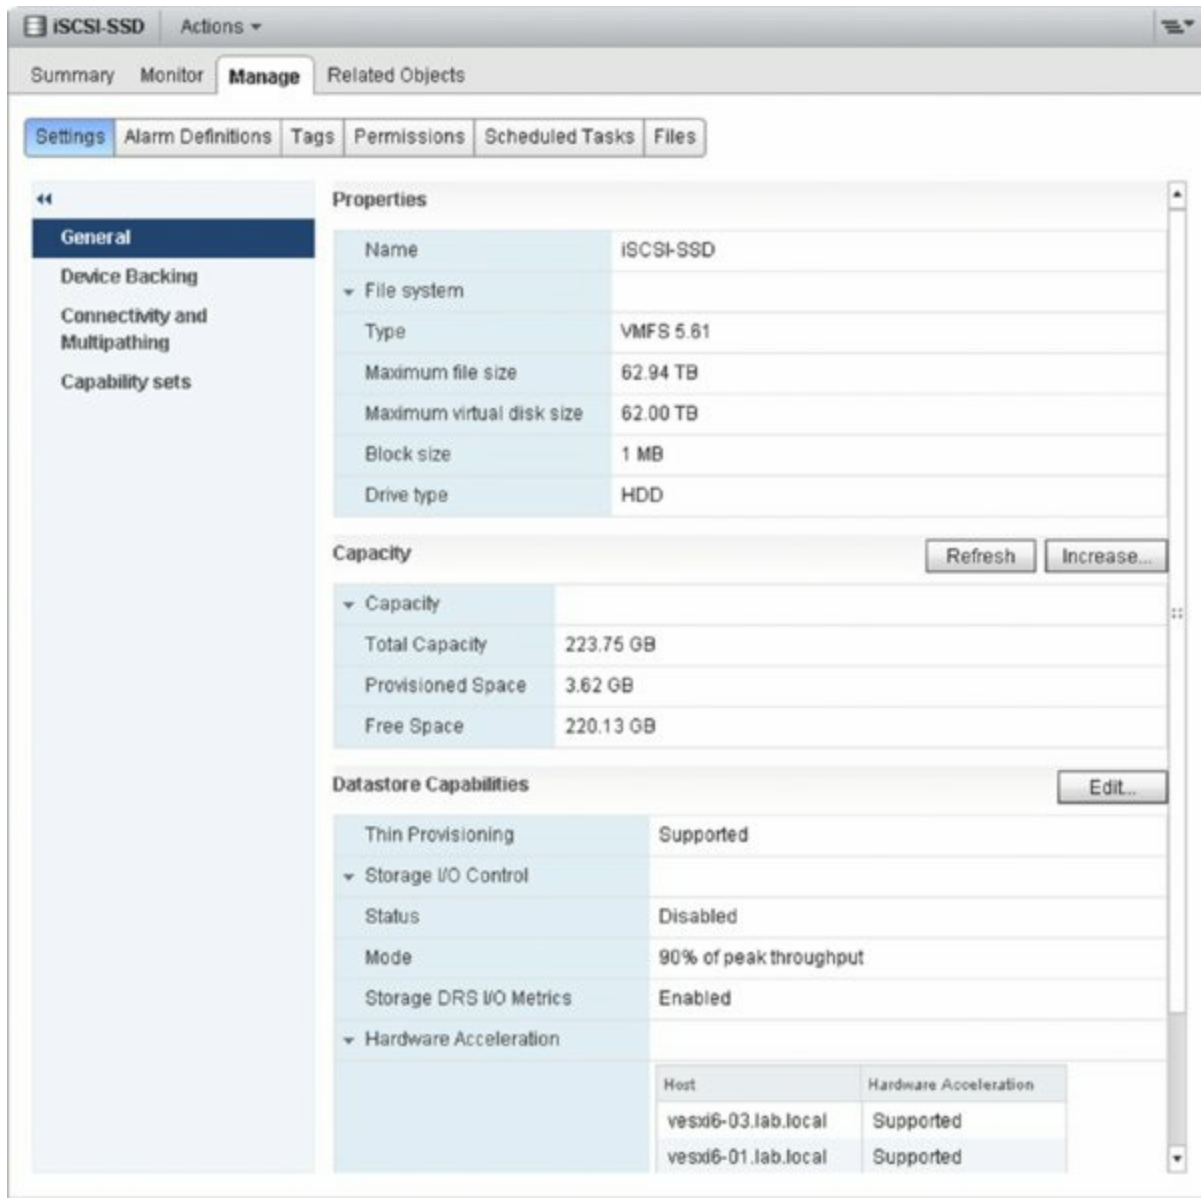 iSCSI-SSD Actions
Summary Monitor Manage Related Objects
Settings Alarm Definitions Tags Permissions Scheduled Tasks Files
General
Device Backing
Connectivity and
Multipathing
Capability sets
Properties
Name iSCSI-SSD
File system
Type VMFS 5.61
Maximum file size 62.94 TB
Maximum virtual disk size 62.00 TB
Block size 1 MB
Drive type HDD
Capacity Refresh Increase...
Capacity
Total Capacity 223.75 GB
Provisioned Space 3.62 GB
Free Space 220.13 GB
Datastore Capabilities Edit...
Thin Provisioning Supported
Storage I/O Control
Status Disabled
Mode 90% of peak throughput
Storage DRS I/O Metrics Enabled
Hardware Acceleration
Host Hardware Acceleration
vesxi6-03.lab.local Supported
vesxi6-01.lab.local Supported